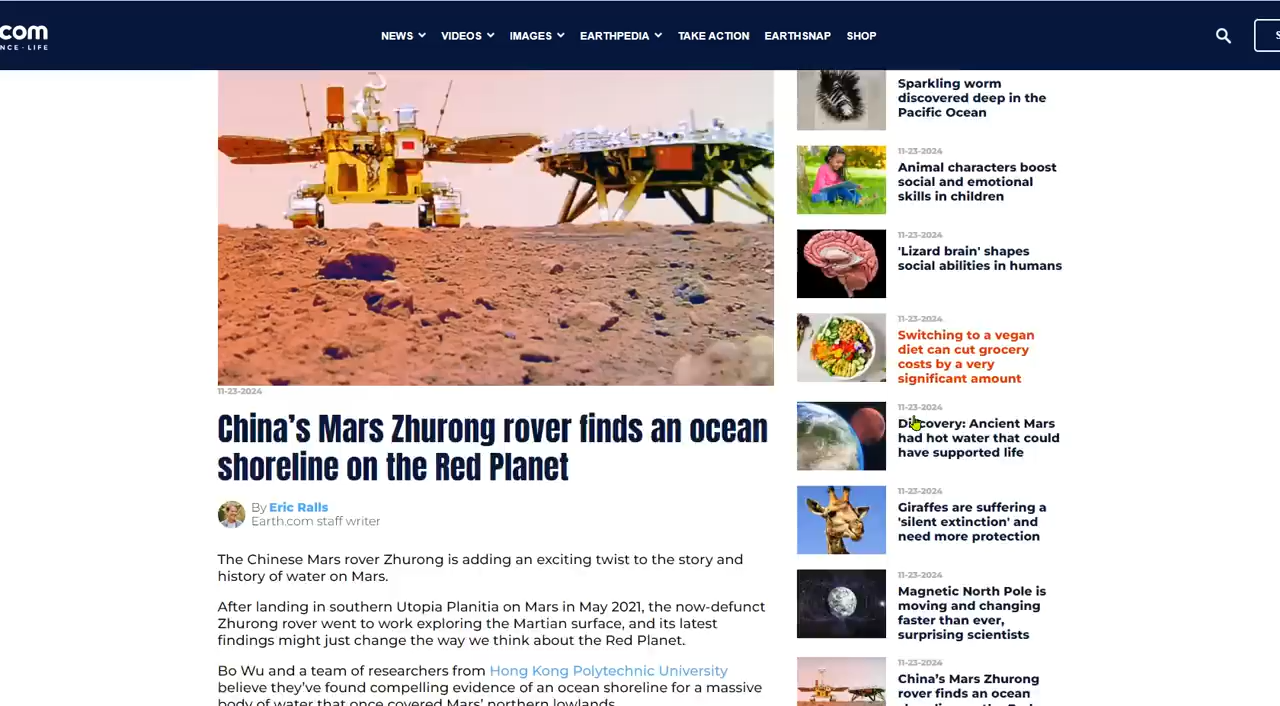 .com
NCE · LIFE
NEWS
VIDEOS
IMAGES
EARTHPEDIA
TAKE ACTION
EARTHSNAP
SHOP
S
11-23-2024
China’s Mars Zhurong rover finds an ocean
shoreline on the Red Planet
By Eric Ralls
Earth.com staff writer
The Chinese Mars rover Zhurong is adding an exciting twist to the story and
history of water on Mars.
After landing in southern Utopia Planitia on Mars in May 2021, the now-defunct
Zhurong rover went to work exploring the Martian surface, and its latest
findings might just change the way we think about the Red Planet.
Bo Wu and a team of researchers from Hong Kong Polytechnic University
believe they’ve found compelling evidence of an ocean shoreline for a massive
body of water that once covered Mars’ northern lowlands.
Sparkling worm
discovered deep in the
Pacific Ocean
11-23-2024
Animal characters boost
social and emotional
skills in children
11-23-2024
'Lizard brain' shapes
social abilities in humans
11-23-2024
Switching to a vegan
diet can cut grocery
costs by a very
significant amount
11-23-2024
Discovery: Ancient Mars
had hot water that could
have supported life
11-23-2024
Giraffes are suffering a
'silent extinction' and
need more protection
11-23-2024
Magnetic North Pole is
moving and changing
faster than ever,
surprising scientists
11-23-2024
China’s Mars Zhurong
rover finds an ocean